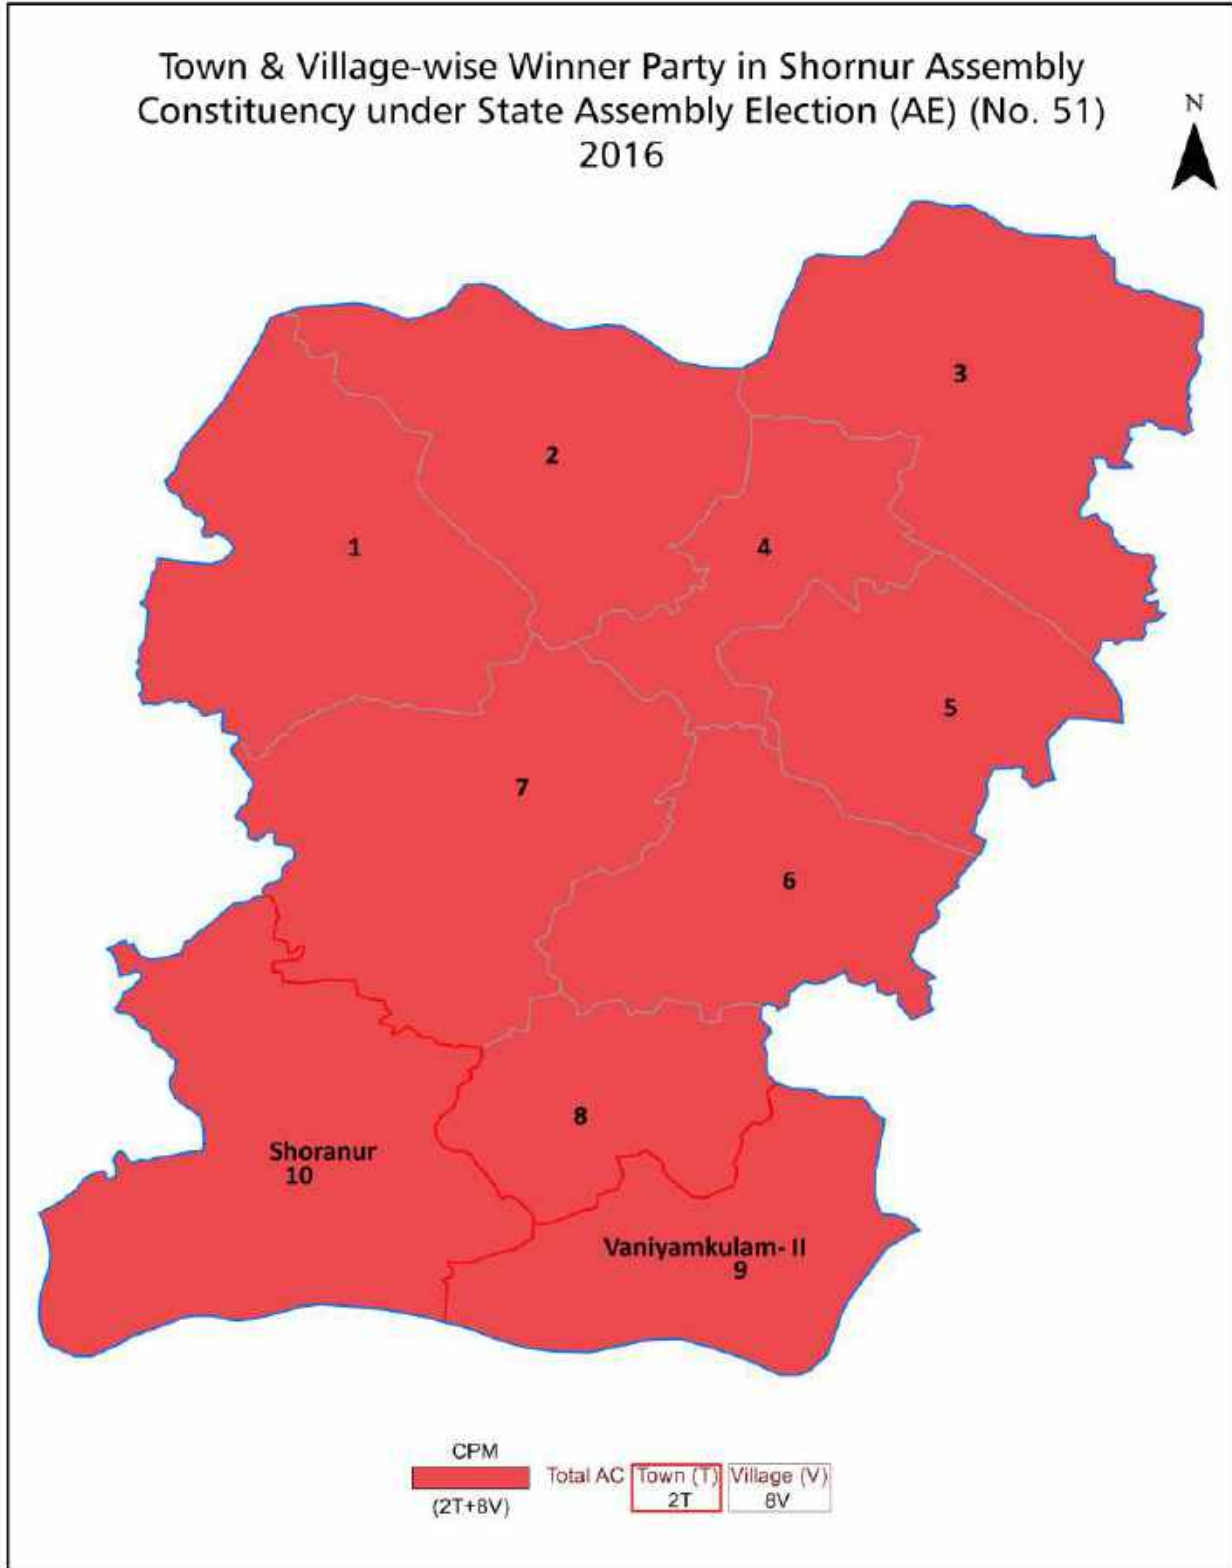 Town & Village-wise Winner Party in Shornur Assembly
Constituency under State Assembly Election (AE) (No. 51)
2016
N
3
2
1
4
5
7
6
8
Shoranur
10
Vaniyamkulam- II
9
CPM
(2T+8V)
Total AC
Town (T)
2T
Village (V)
8V